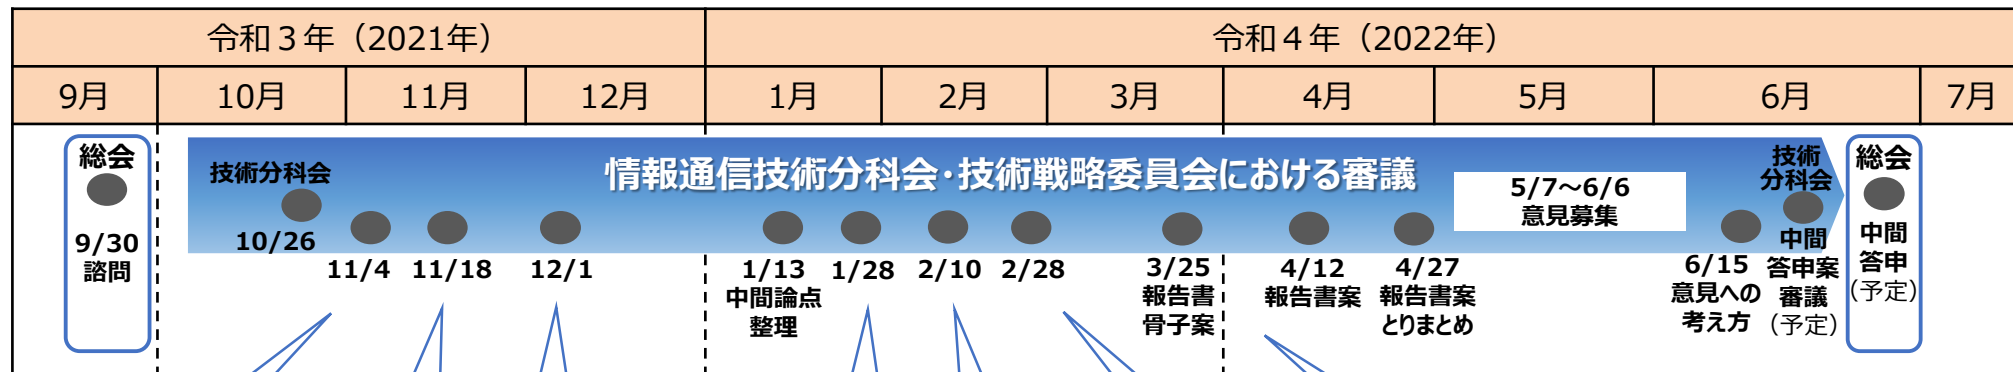 令和３年（2021年）
令和４年（2022年）
9月
10月
11月
12月
1月
2月
3月
4月
5月
6月
7月
総会
9/30
諮問
情報通信技術分科会・技術戦略委員会における審議
技術分科会
10/26
11/4
11/18
12/1
1/13
中間論点
整理
1/28
2/10
2/28
3/25
報告書
骨子案
4/12
報告書案
4/27
報告書案
とりまとめ
5/7～6/6
意見募集
6/15
意見への
考え方
技術
分科会
中間
答申案
審議
（予定）
総会
中間
答申
（予定）